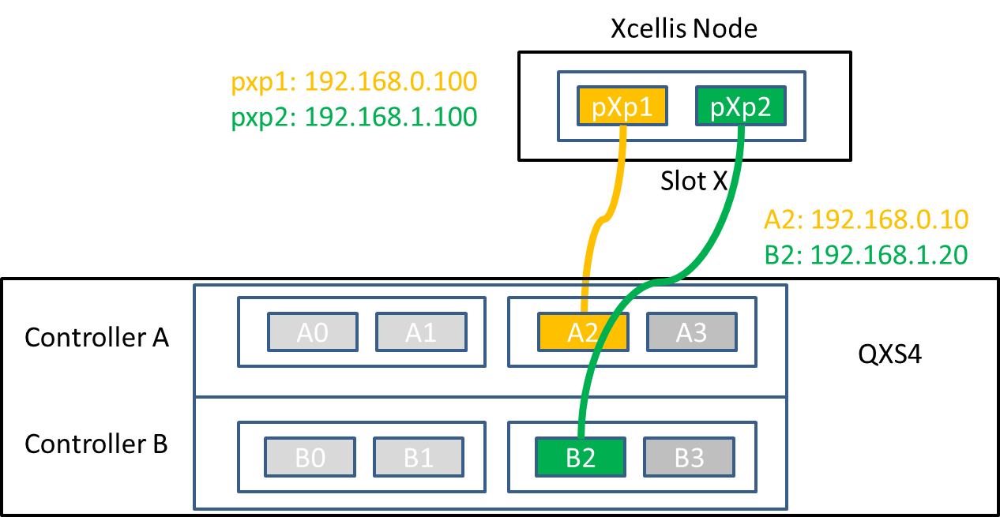 Xcellis Node
pxp1: 192.168.0.100
pxp2: 192.168.1.100
pXp1 pXp2
Slot X
A2: 192.168.0.10
B2: 192.168.1.20
Controller A
A0 A1 A2 A3
QXS4
Controller B
B0 B1 B2 B3